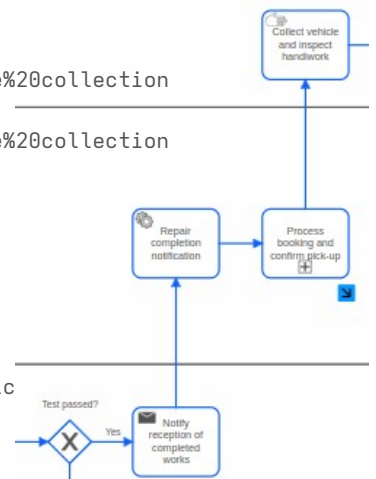 Collect vehicle
and inspect
handiwork
e%20collection
e%20collection
Repair
completion
notification
Process
booking and
confirm pick-up
ic
Test passed?
Yes
Notify
reception of
completed
works